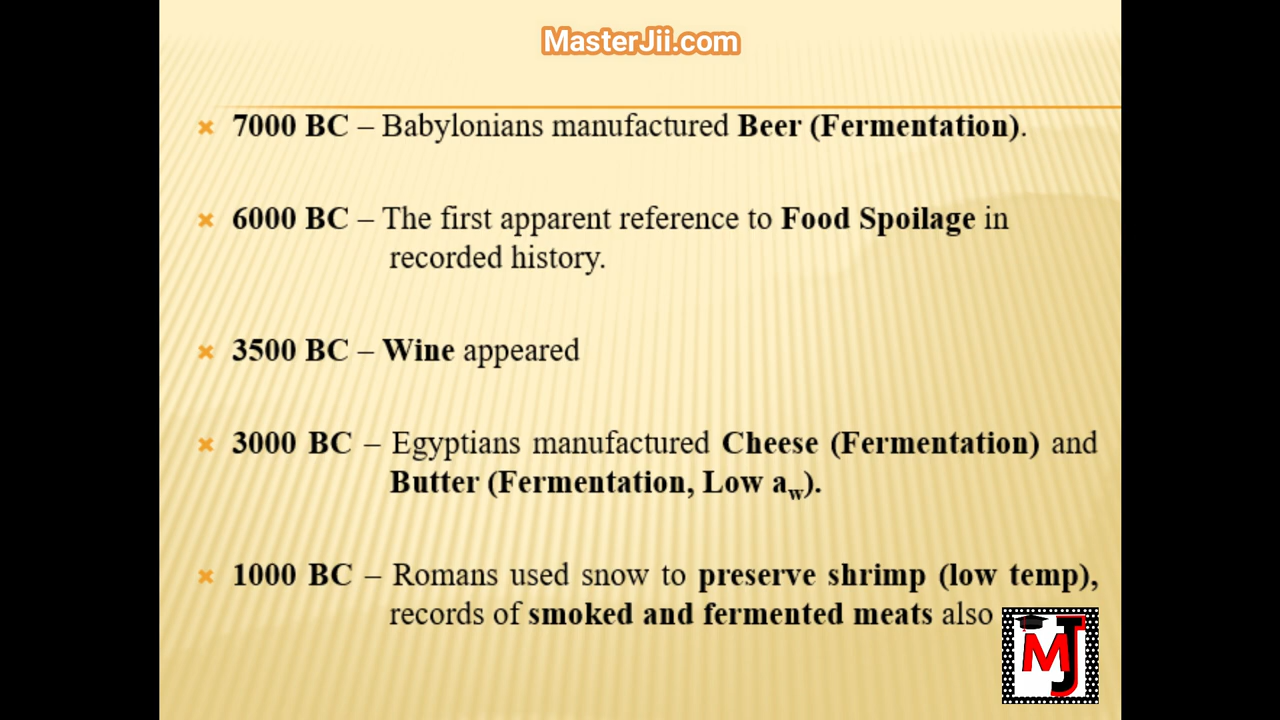 MasterJii.com
7000 BC – Babylonians manufactured Beer (Fermentation).
6000 BC – The first apparent reference to Food Spoilage in
recorded history.
3500 BC – Wine appeared
3000 BC – Egyptians manufactured Cheese (Fermentation) and
Butter (Fermentation, Low aw).
1000 BC – Romans used snow to preserve shrimp (low temp),
records of smoked and fermented meats also
MJ